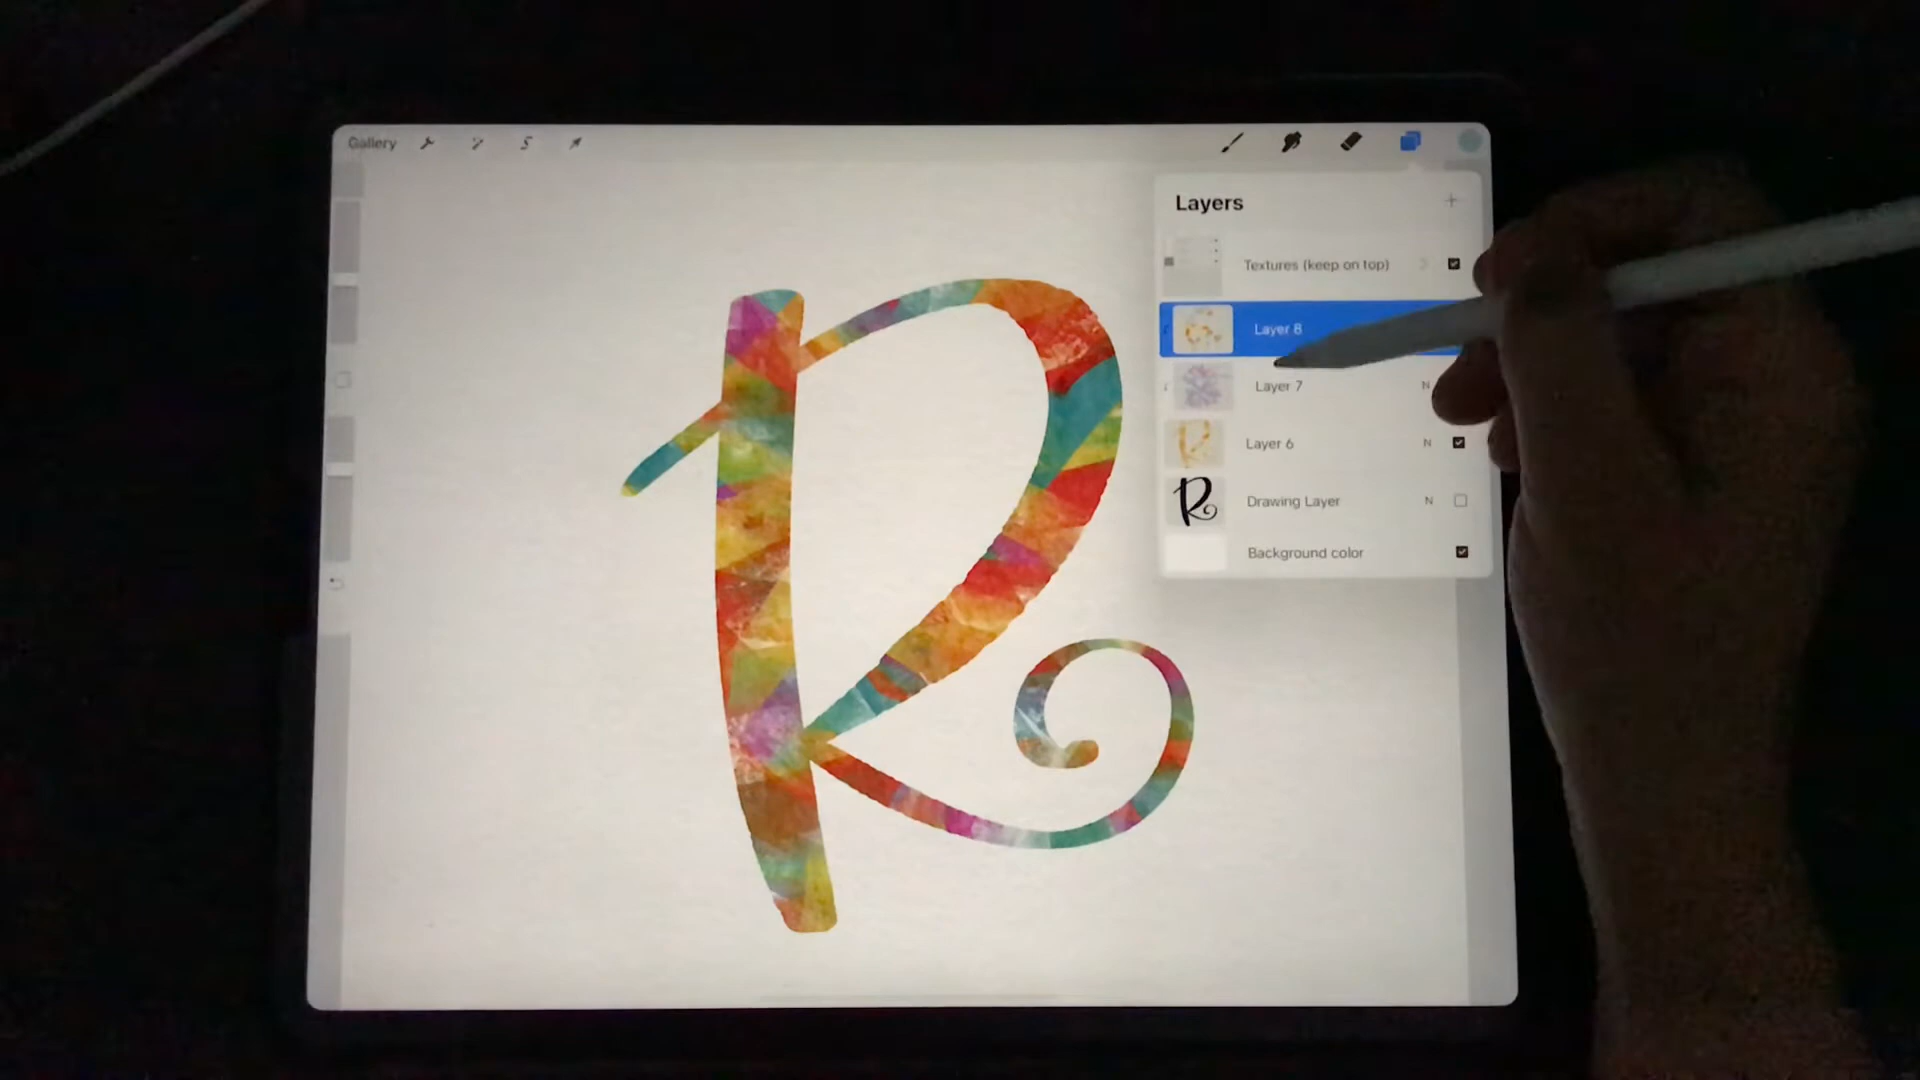 Gallery
Layers
Textures (keep on top)
Layer 8
Layer 7 N
Layer 6 N
R
Drawing Layer N
Background color
R